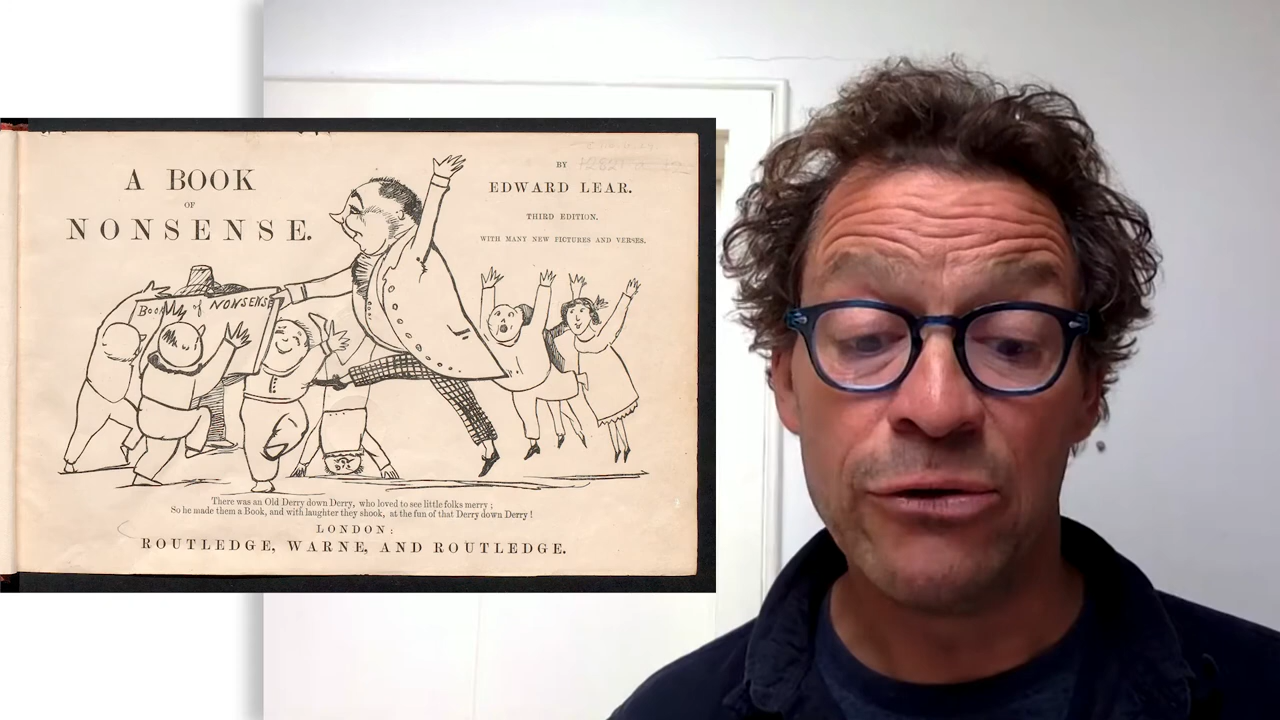 A BOOK
OF
NONSENSE.
BY
EDWARD LEAR.
THIRD EDITION.
WITH MANY NEW PICTURES AND VERSES.
Book of NONSENSE
There was an Old Derry down Derry, who loved to see little folks merry;
So he made them a Book, and with laughter they shook, at the fun of that Derry down Derry!
LONDON:
ROUTLEDGE, WARNE, AND ROUTLEDGE.